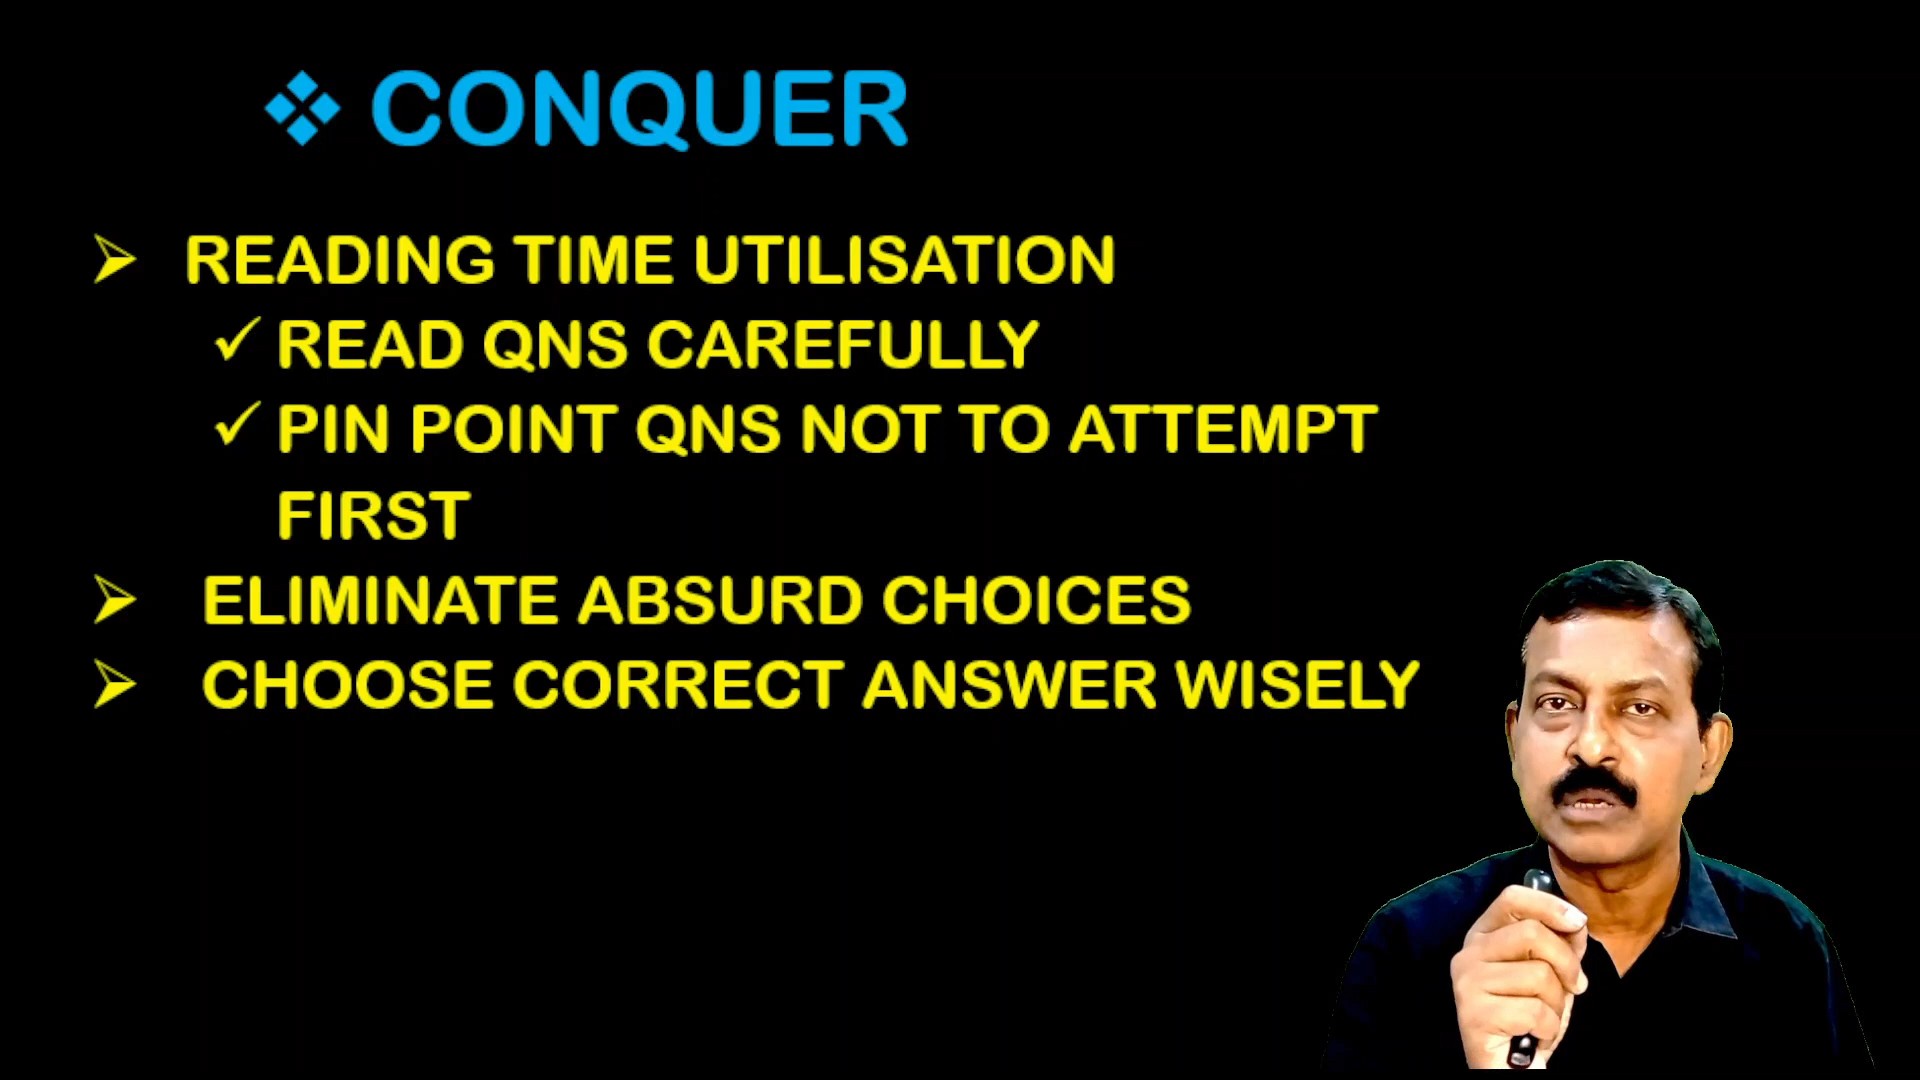 ❖ CONQUER
➢ READING TIME UTILISATION
✓ READ QNS CAREFULLY
✓ PIN POINT QNS NOT TO ATTEMPT
FIRST
➢ ELIMINATE ABSURD CHOICES
➢ CHOOSE CORRECT ANSWER WISELY